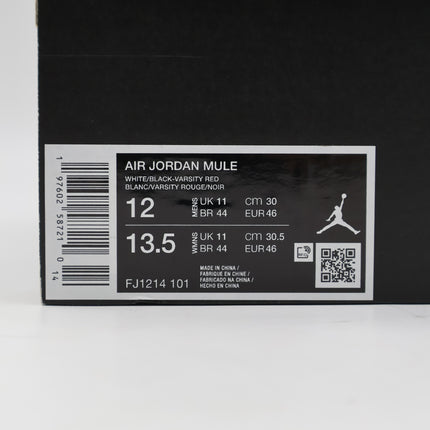 AIR JORDAN MULE
WHITE/BLACK-VARSITY RED
BLANC/VARSITY ROUGE/NOIR
12 MENS UK 11 cm 30
BR 44 EUR 46
13.5 WMNS UK 11 cm 30.5
BR 44 EUR 46
MADE IN CHINA /
FABRIQUÉ EN CHINE /
FABRICADO NA CHINA /
HECHO EN CHINA
FJ1214 101
1 97602 58721 0 14